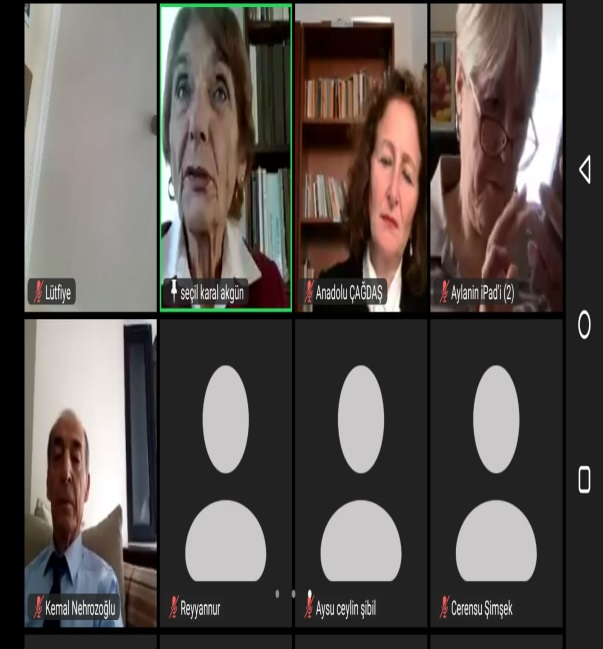 Lütfiye
seçil karal akgün
Anadolu ÇAĞDAŞ
Aylanin iPad'i (2)
Kemal Nehrozoğlu
Reyyannur
Aysu ceylin şibil
Cerensu Şimşek